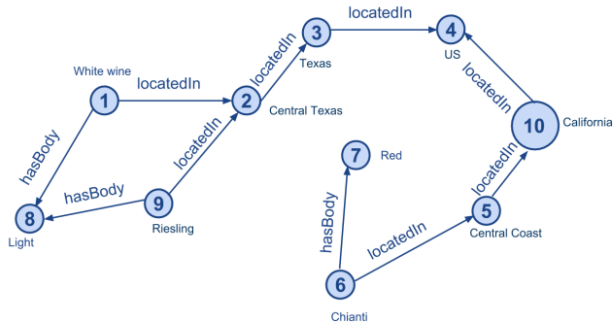 locatedIn
3
4
Texas
locatedIn
US
White wine
locatedIn
1
locatedIn
2
Central Texas
locatedIn
10
California
hasBody
locatedIn
7
Red
locatedIn
hasBody
9
8
Riesling
Light
hasBody
locatedIn
5
Central Coast
6
Chianti